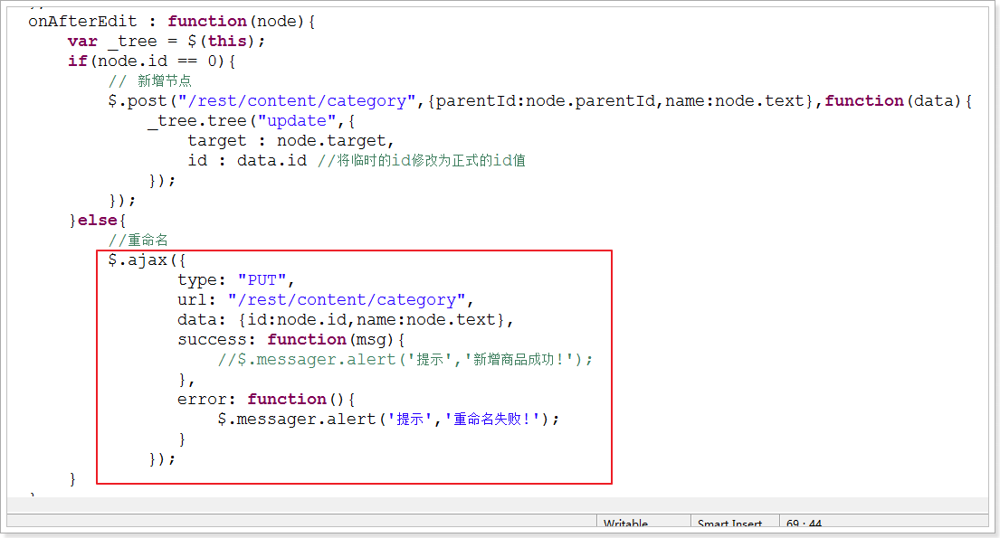 onAfterEdit : function(node){
var _tree = $(this);
if(node.id == 0){
// 新增节点
$.post("/rest/content/category",{parentId:node.parentId,name:node.text},function(data){
_tree.tree("update",{
target : node.target,
id : data.id //将临时的id修改为正式的id值
});
});
}else{
//重命名
$.ajax({
type: "PUT",
url: "/rest/content/category",
data: {id:node.id,name:node.text},
success: function(msg){
//$.messager.alert('提示','新增商品成功!');
},
error: function(){
$.messager.alert('提示','重命名失败!');
}
});
}
Writable Smart Insert 69 : 44